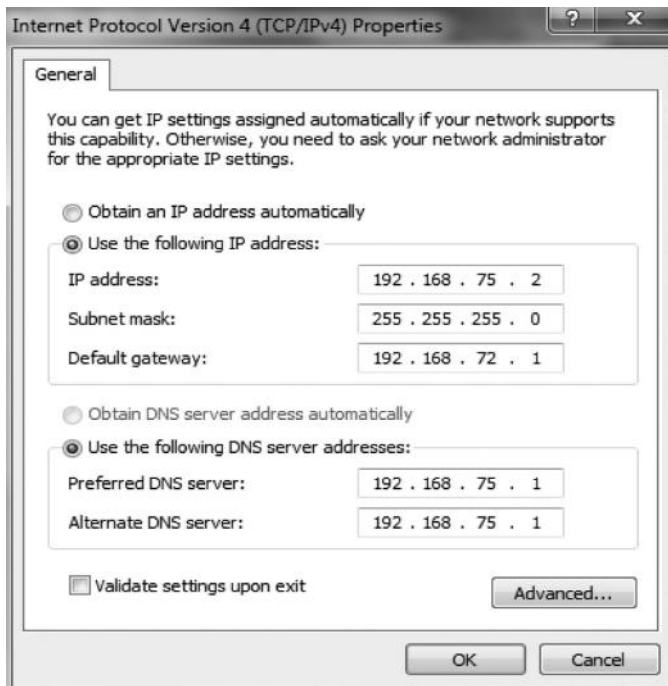 Internet Protocol Version 4 (TCP/IPv4) Properties
? X
General
You can get IP settings assigned automatically if your network supports
this capability. Otherwise, you need to ask your network administrator
for the appropriate IP settings.
Obtain an IP address automatically
Use the following IP address:
IP address: 192 . 168 . 75 . 2
Subnet mask: 255 . 255 . 255 . 0
Default gateway: 192 . 168 . 72 . 1
Obtain DNS server address automatically
Use the following DNS server addresses:
Preferred DNS server: 192 . 168 . 75 . 1
Alternate DNS server: 192 . 168 . 75 . 1
Validate settings upon exit
Advanced...
OK Cancel